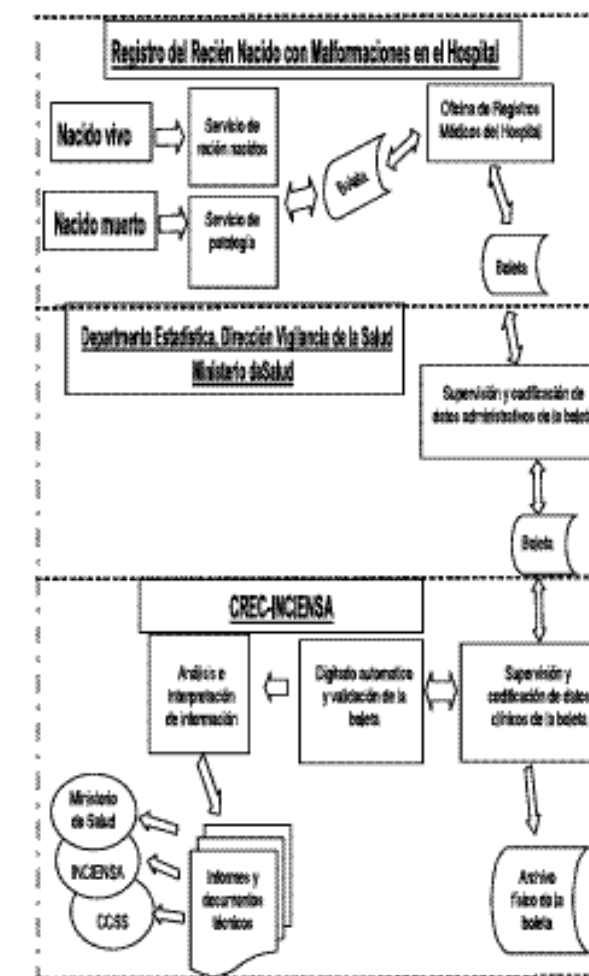 Registro del Recién Nacido con Malformaciones en el Hospital
Nacido vivo
Servicio de
recién nacidos
Boleta
Oficina de Registros
Médicos del Hospital
Nacido muerto
Servicio de
patología
Boleta
Departmento Estadística, Dirección Vigilancia de la Salud
Ministerio deSalud
Supervisión y codificación de
datos administrativos de la bolet
Boleta
CREC-INCIENSA
Análisis e
Interpretación
de información
Digitado automatico
y validación de la
boleta
Supervisión y
codificación de datos
clínicos de la boleta
Ministerio
de Salud
INCIENSA
CCSS
Informes y
documentos
técnicos
Archivo
físico de la
boleta